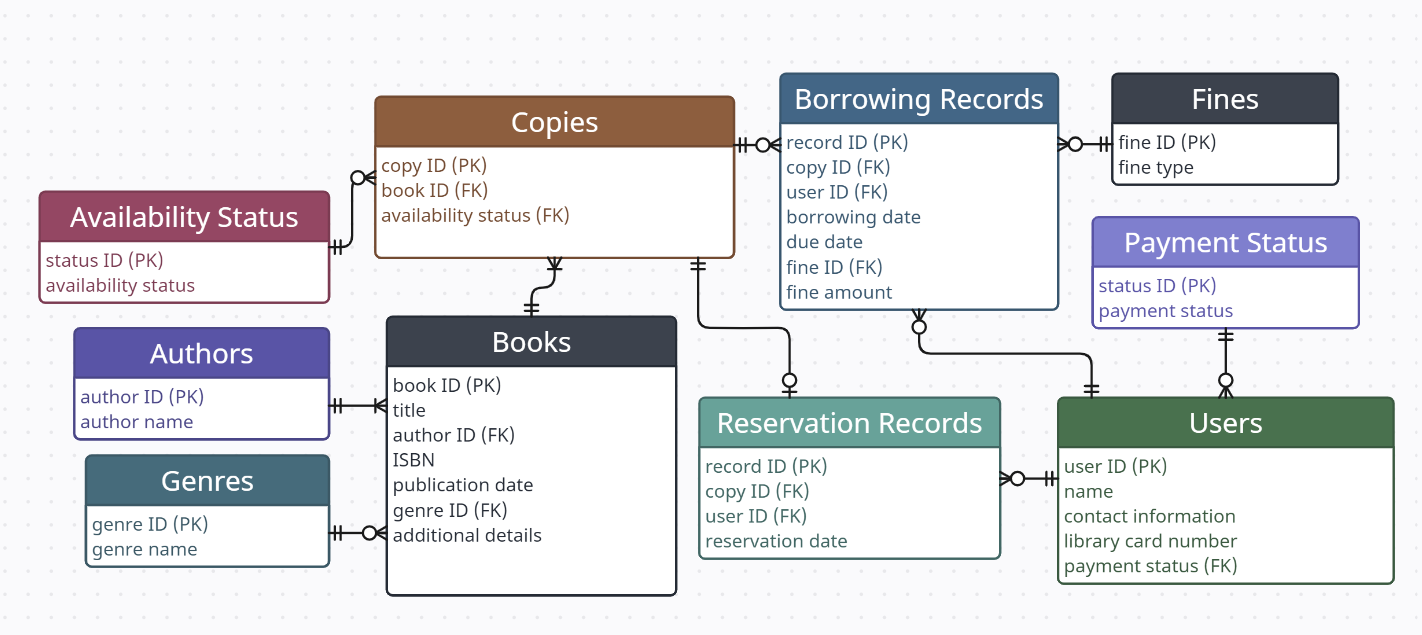 Copies
copy ID (PK)
book ID (FK)
availability status (FK)
Borrowing Records
record ID (PK)
copy ID (FK)
user ID (FK)
borrowing date
due date
fine ID (FK)
fine amount
Fines
fine ID (PK)
fine type
Availability Status
status ID (PK)
availability status
Payment Status
status ID (PK)
payment status
Authors
author ID (PK)
author name
Books
book ID (PK)
title
author ID (FK)
ISBN
publication date
genre ID (FK)
additional details
Genres
genre ID (PK)
genre name
Reservation Records
record ID (PK)
copy ID (FK)
user ID (FK)
reservation date
Users
user ID (PK)
name
contact information
library card number
payment status (FK)